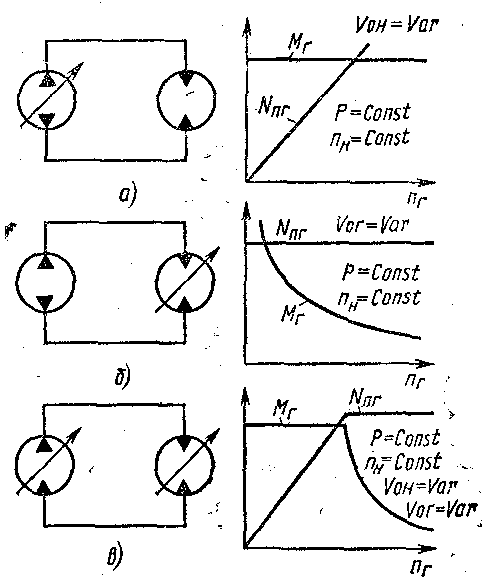 Vон=Var
Mг
Nпг
P=Const
nн=Const
nг
а)
Nпг
Vог=Var
P=Const
nн=Const
Mг
nг
б)
Mг
Nпг
P=Const
nн=Const
Vон=Var
Vог=Var
nг
в)